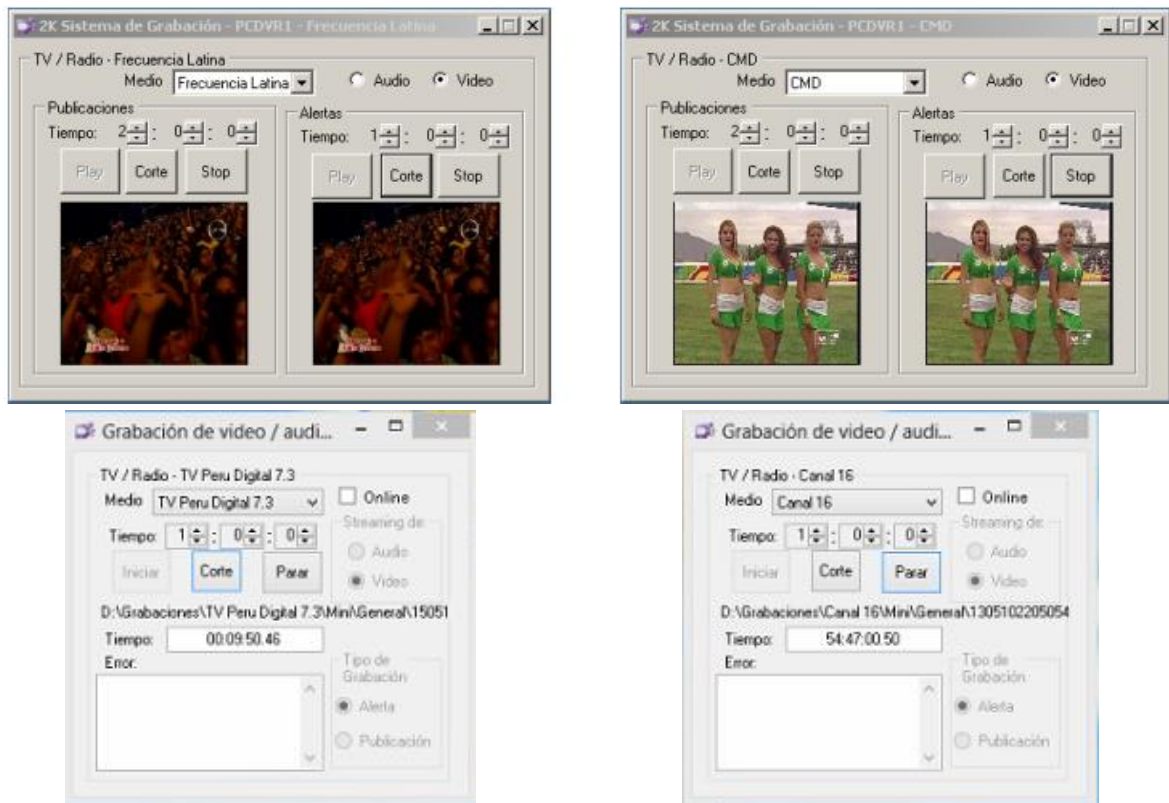 2K Sistema de Grabación - PCDVR1 - Frecuencia Latina
TV / Radio - Frecuencia Latina
Medio Frecuencia Latina Audio Video
Publicaciones
Tiempo: 2 : 0 : 0
Play Corte Stop
Alertas
Tiempo: 1 : 0 : 0
Play Corte Stop
2K Sistema de Grabación - PCDVR1 - CMD
TV / Radio - CMD
Medio CMD Audio Video
Publicaciones
Tiempo: 2 : 0 : 0
Play Corte Stop
Alertas
Tiempo: 1 : 0 : 0
Play Corte Stop
Grabación de video / audi...
TV / Radio - TV Peru Digital 7.3
Medio TV Peru Digital 7.3 Online
Tiempo: 1 : 0 : 0
Streaming de:
Audio
Video
Iniciar Corte Parar
D:\Grabaciones\TV Peru Digital 7.3\Mini\General\15051
Tiempo: 00:09:50.46
Error:
Tipo de
Grabación
Alerta
Publicación
Grabación de video / audi...
TV / Radio - Canal 16
Medio Canal 16 Online
Tiempo: 1 : 0 : 0
Streaming de:
Audio
Video
Iniciar Corte Parar
D:\Grabaciones\Canal 16\Mini\General\1305102205054
Tiempo: 54:47:00.50
Error:
Tipo de
Grabación
Alerta
Publicación